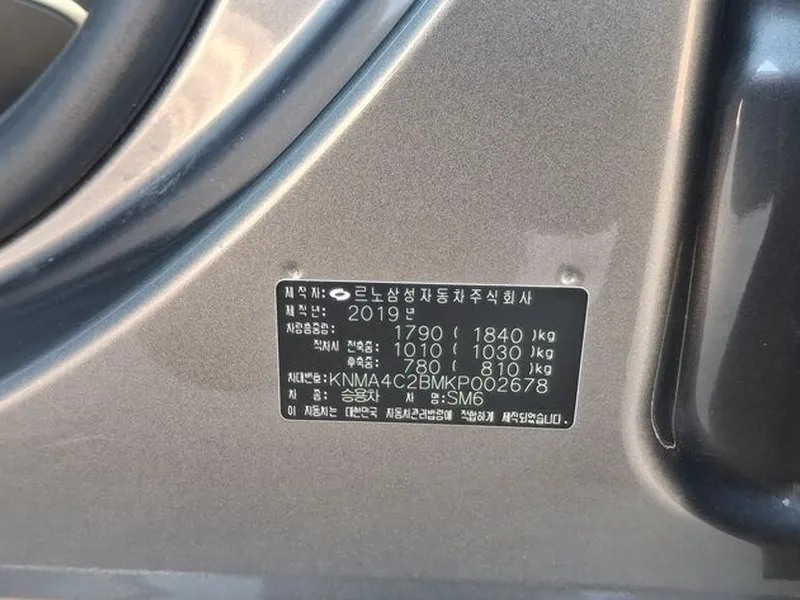 제 작 자: 르노삼성자동차주식회사
제 작 년: 2019 년
차량총중량: 1790 ( 1840 )kg
적차시 전축중: 1010 ( 1030 )kg
후축중: 780 ( 810 )kg
차대번호: KNMA4C2BMKP002678
차 종: 승용차 차 명: SM6
이 자동차는 대한민국 자동차관리법령에 적합하게 제작되었습니다.